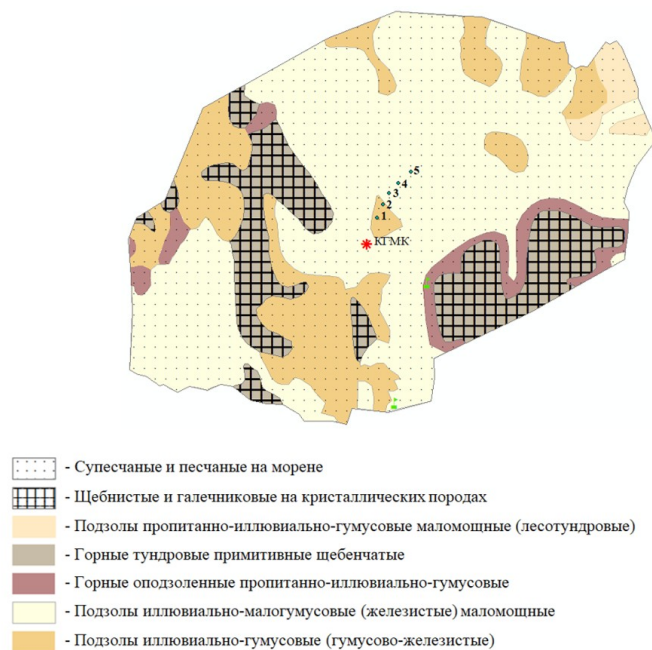 5
4
3
2
1
КГМК
- Супесчаные и песчаные на морене
- Щебнистые и галечниковые на кристаллических породах
- Подзолы пропитанно-иллювиально-гумусовые маломощные (лесотундровые)
- Горные тундровые примитивные щебенчатые
- Горные оподзоленные пропитанно-иллювиально-гумусовые
- Подзолы иллювиально-малогумусовые (железистые) маломощные
- Подзолы иллювиально-гумусовые (гумусово-железистые)